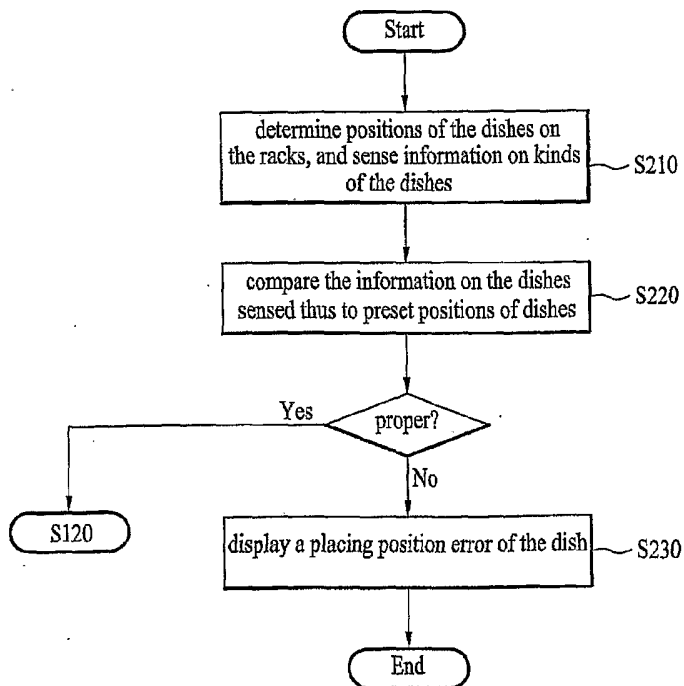 Start
determine positions of the dishes on
the racks, and sense information on kinds
of the dishes
S210
compare the information on the dishes
sensed thus to preset positions of dishes
S220
proper?
Yes
No
S120
display a placing position error of the dish
S230
End